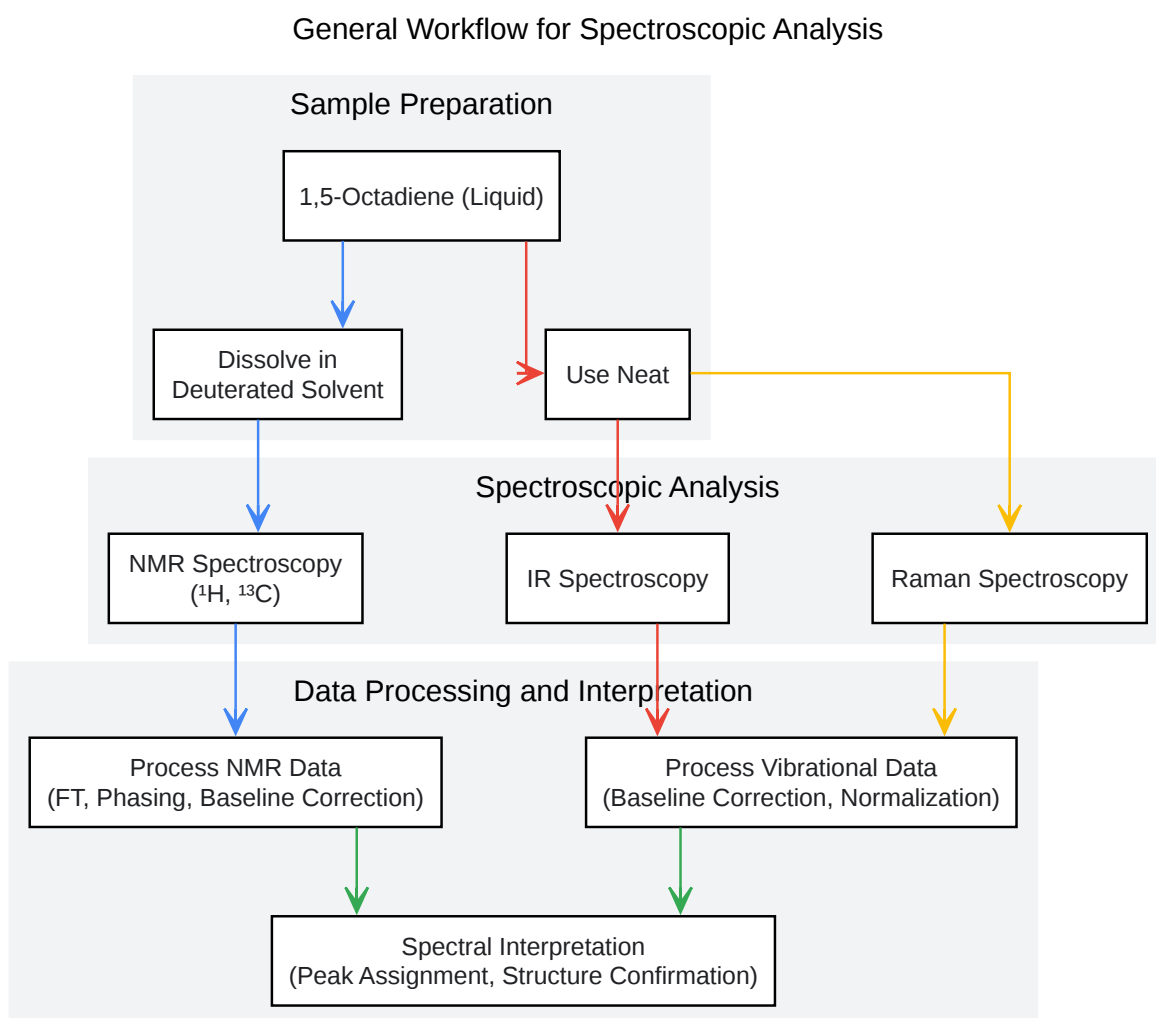 General Workflow for Spectroscopic Analysis
Sample Preparation
1,5-Octadiene (Liquid)
Dissolve in
Deuterated Solvent
Use Neat
Spectroscopic Analysis
NMR Spectroscopy
(¹H, ¹³C)
IR Spectroscopy
Raman Spectroscopy
Data Processing and Interpretation
Process NMR Data
(FT, Phasing, Baseline Correction)
Process Vibrational Data
(Baseline Correction, Normalization)
Spectral Interpretation
(Peak Assignment, Structure Confirmation)